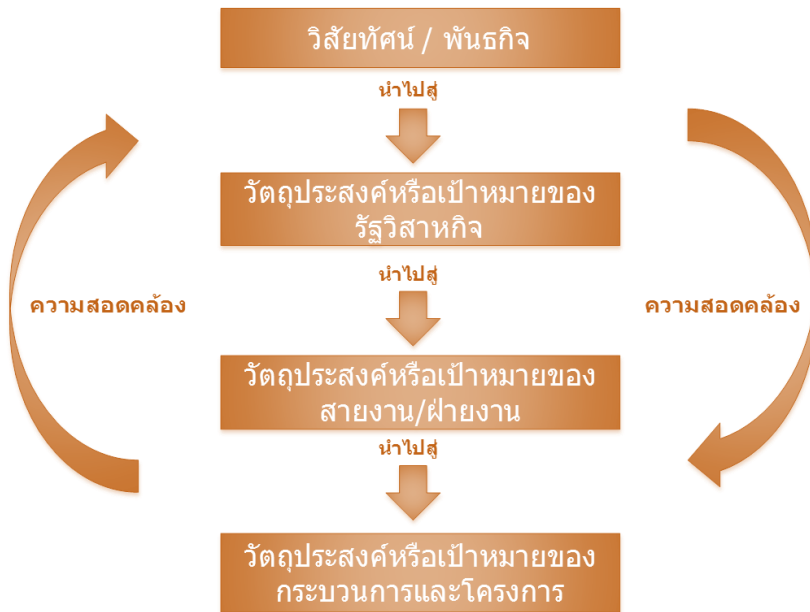 วิสัยทัศน์ / พันธกิจ
นำไปสู่
วัตถุประสงค์หรือเป้าหมายของ
รัฐวิสาหกิจ
นำไปสู่
ความสอดคล้อง
ความสอดคล้อง
วัตถุประสงค์หรือเป้าหมายของ
สายงาน/ฝ่ายงาน
นำไปสู่
วัตถุประสงค์หรือเป้าหมายของ
กระบวนการและโครงการ